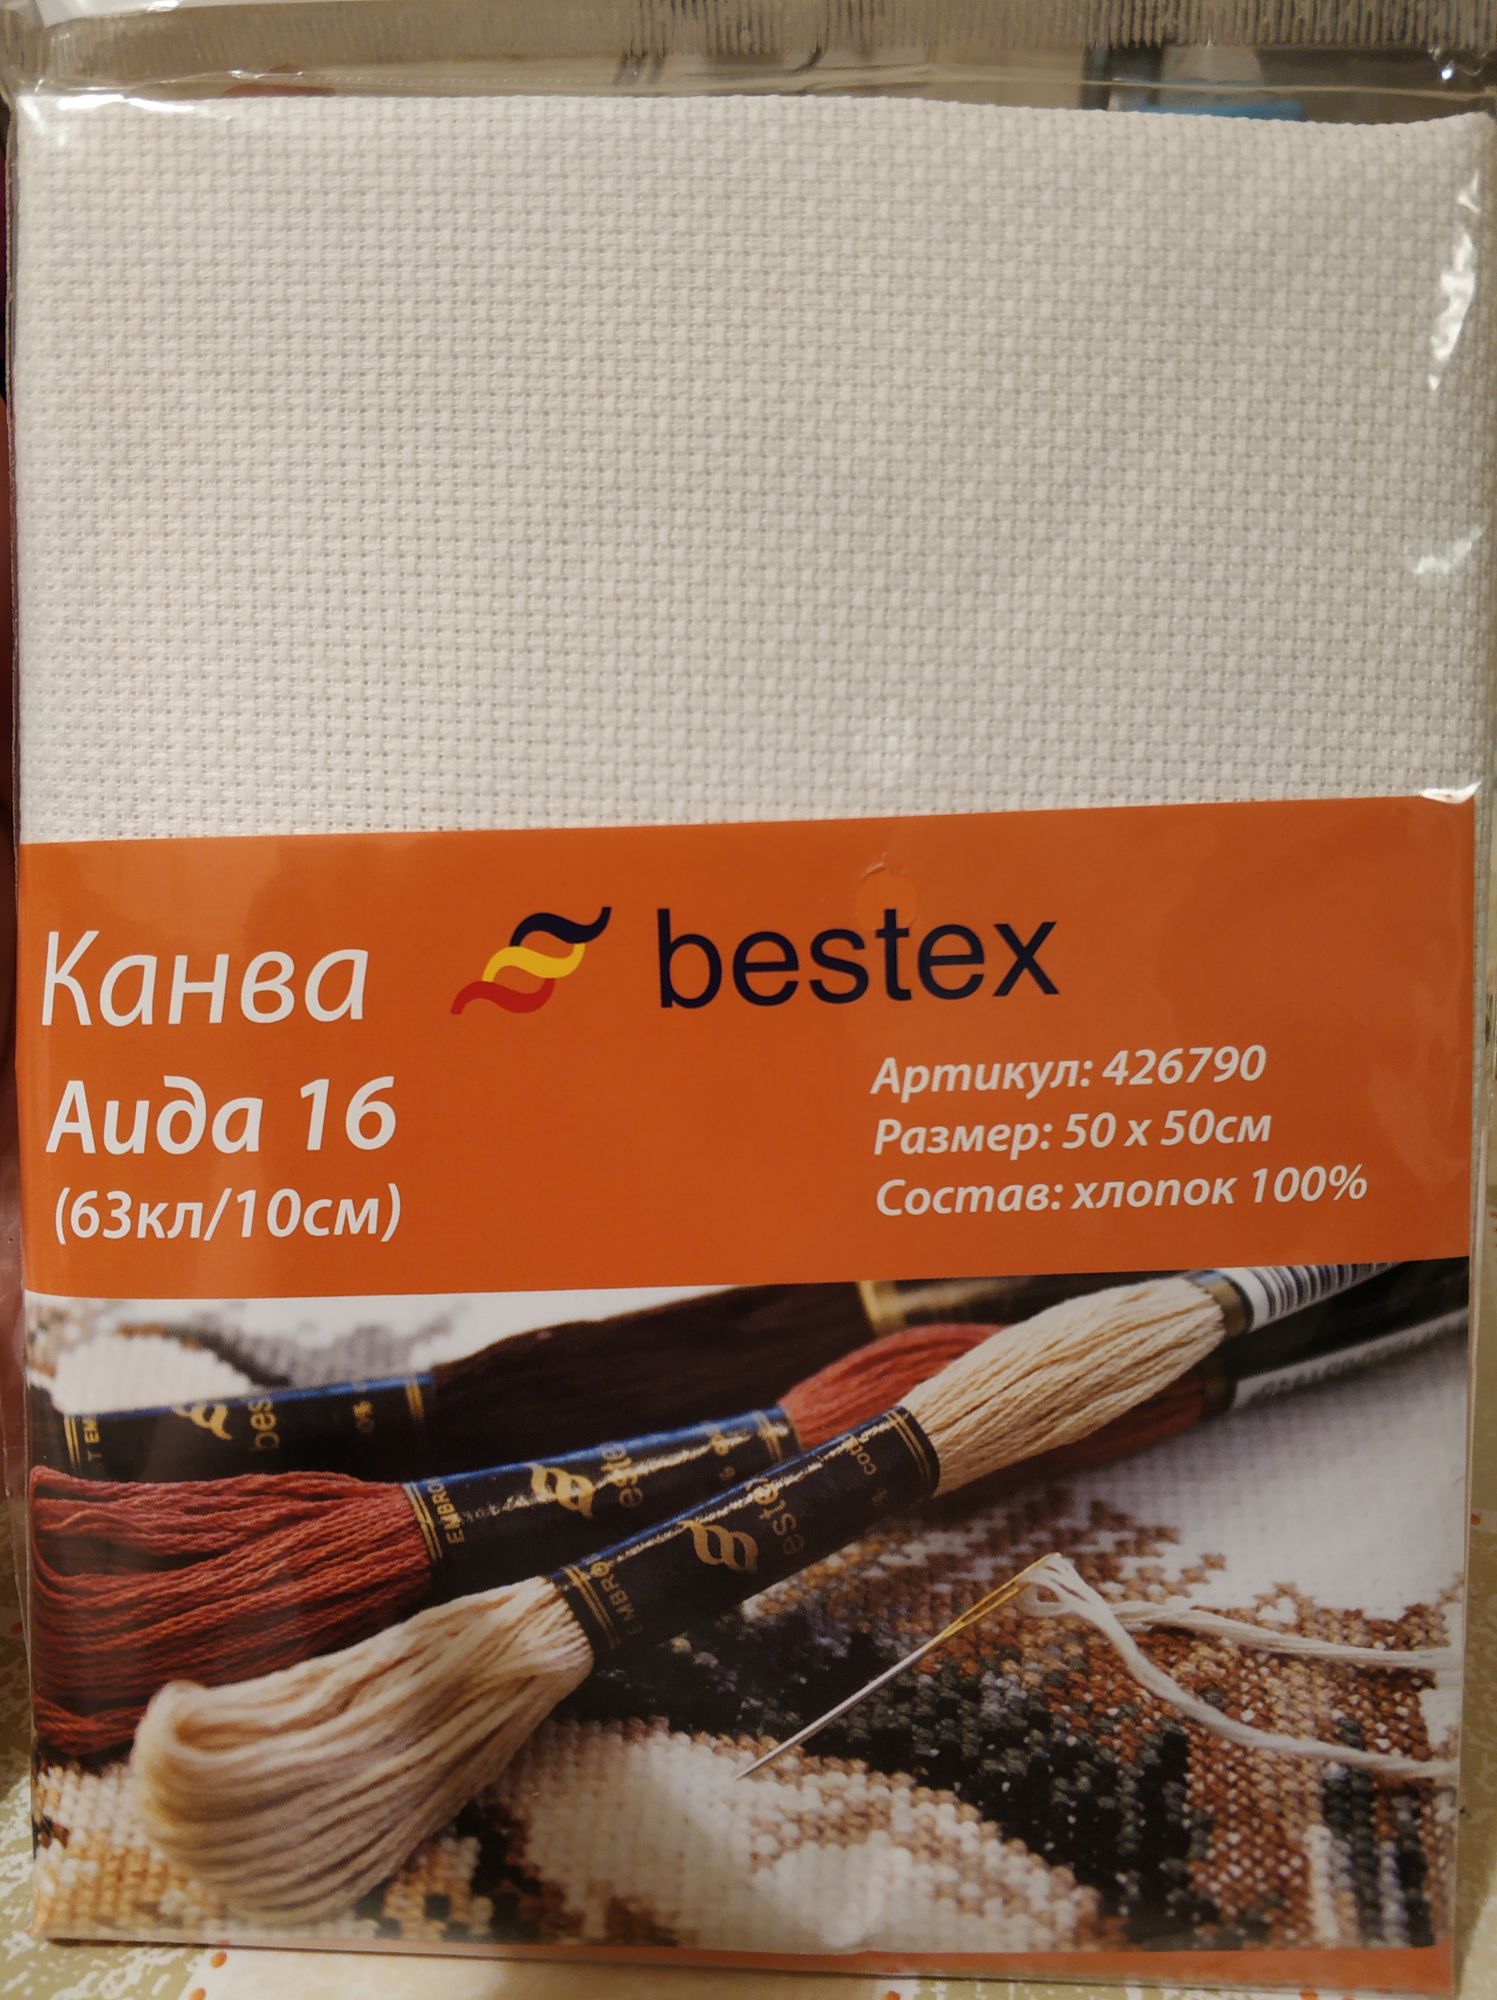 Канва
bestex
Аида 16
(63кл/10см)
Артикул: 426790
Размер: 50 х 50см
Состав: хлопок 100%